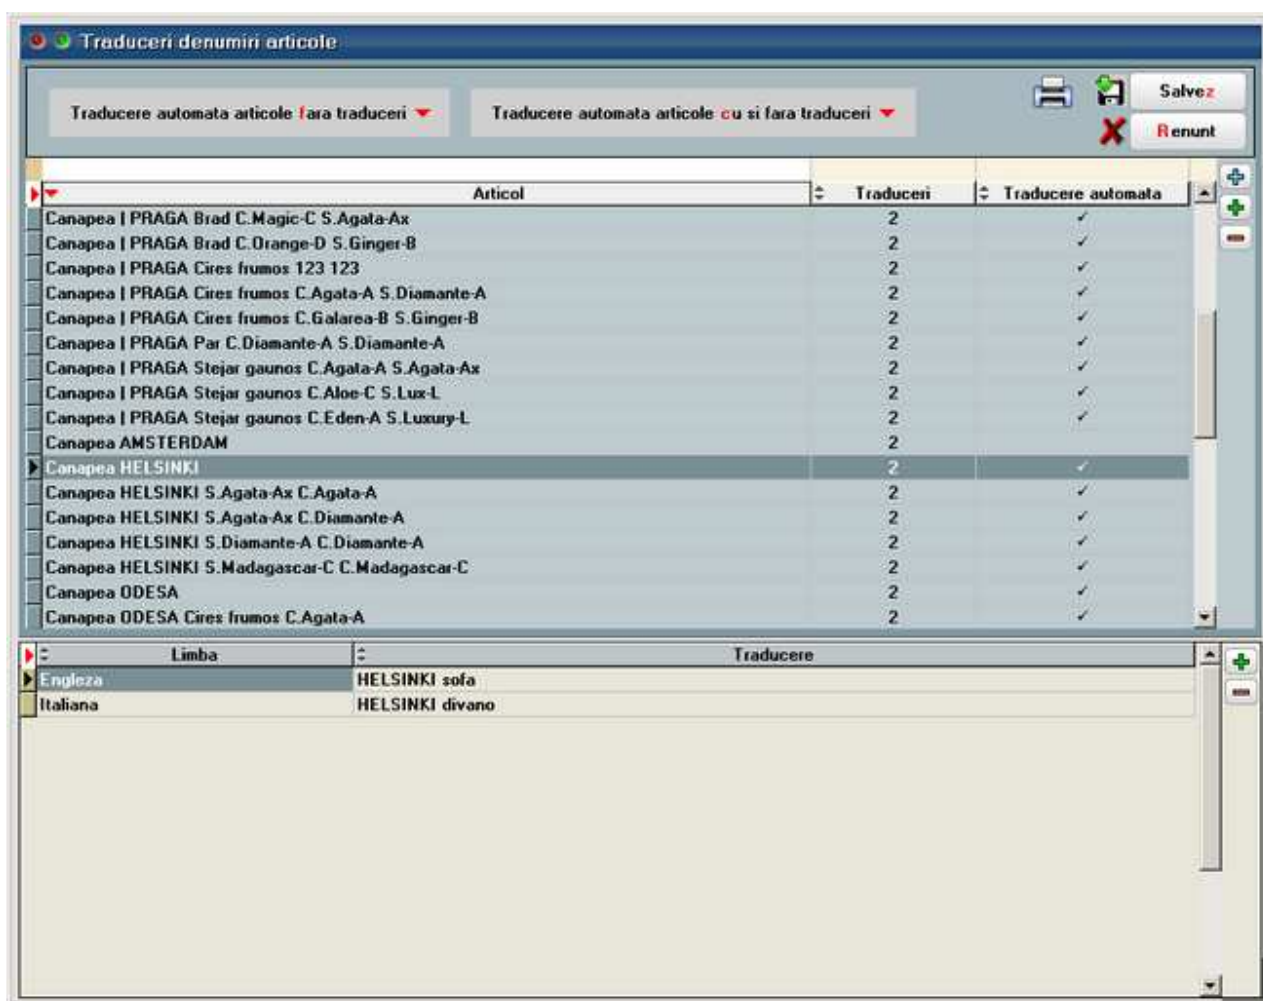 Traduceri denumiri articole
Traducere automata articole fara traduceri
Traducere automata articole cu si fara traduceri
Salvez
Renunt
Articol Traduceri Traducere automata
Canapea | PRAGA Brad C.Magic-C S.Agata-Ax 2 ✓
Canapea | PRAGA Brad C.Orange-D S.Ginger-B 2 ✓
Canapea | PRAGA Cires frumos 123 123 2 ✓
Canapea | PRAGA Cires frumos C.Agata-A S.Diamante-A 2 ✓
Canapea | PRAGA Cires frumos C.Galarea-B S.Ginger-B 2 ✓
Canapea | PRAGA Par C.Diamante-A S.Diamante-A 2 ✓
Canapea | PRAGA Stejar gaunos C.Agata-A S.Agata-Ax 2 ✓
Canapea | PRAGA Stejar gaunos C.Aloe-C S.Lux-L 2 ✓
Canapea | PRAGA Stejar gaunos C.Eden-A S.Luxury-L 2 ✓
Canapea AMSTERDAM 2
Canapea HELSINKI 2 ✓
Canapea HELSINKI S.Agata-Ax C.Agata-A 2 ✓
Canapea HELSINKI S.Agata-Ax C.Diamante-A 2 ✓
Canapea HELSINKI S.Diamante-A C.Diamante-A 2 ✓
Canapea HELSINKI S.Madagascar-C C.Madagascar-C 2 ✓
Canapea ODESA 2 ✓
Canapea ODESA Cires frumos C.Agata-A 2 ✓
Limba Traducere
Engleza HELSINKI sofa
Italiana HELSINKI divano